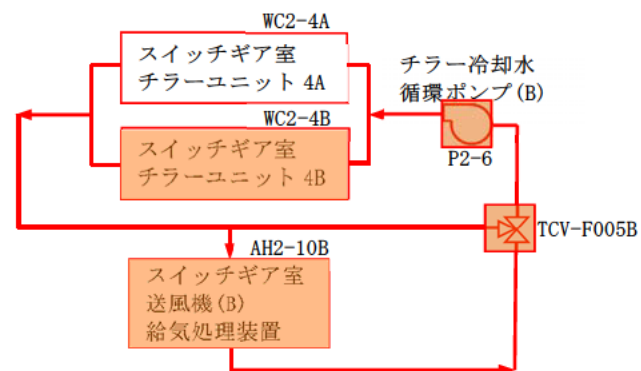 WC2-4A
スイッチギア室
チラーユニット 4A
チラー冷却水
循環ポンプ(B)
WC2-4B
スイッチギア室
チラーユニット 4B
P2-6
TCV-F005B
AH2-10B
スイッチギア室
送風機(B)
給気処理装置